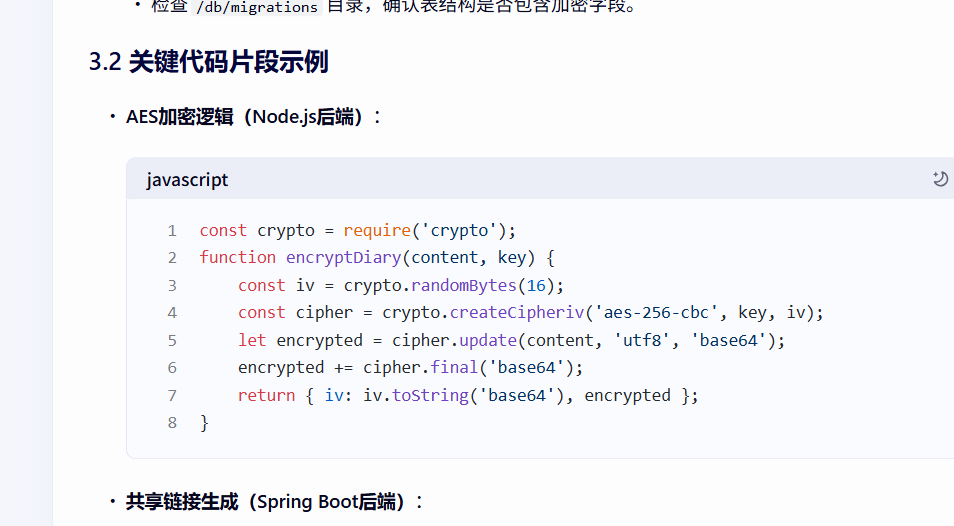 • 检查 /db/migrations 目录，确认表结构是否包含加密字段。
3.2 关键代码片段示例
• AES加密逻辑（Node.js后端）：
javascript
1 const crypto = require('crypto');
2 function encryptDiary(content, key) {
3 const iv = crypto.randomBytes(16);
4 const cipher = crypto.createCipheriv('aes-256-cbc', key, iv);
5 let encrypted = cipher.update(content, 'utf8', 'base64');
6 encrypted += cipher.final('base64');
7 return { iv: iv.toString('base64'), encrypted };
8 }
• 共享链接生成（Spring Boot后端）：